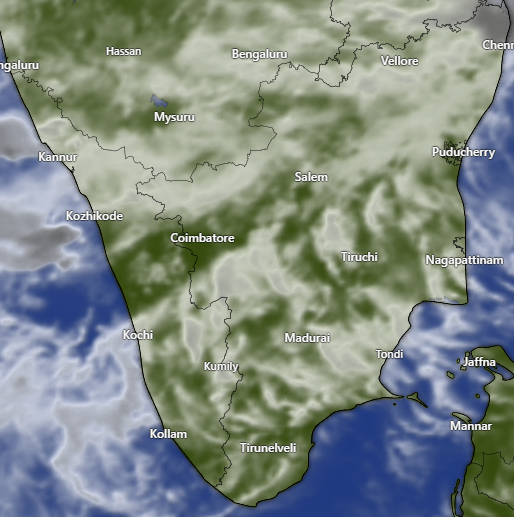 Hassan
Bengaluru
Chenn
Vellore
ngaluru
Mysuru
Kannur
Puducherry
Salem
Kozhikode
Coimbatore
Tiruchi
Nagapattinam
Kochi
Madurai
Tondi
Kumily
Jaffna
Mannar
Kollam
Tirunelveli